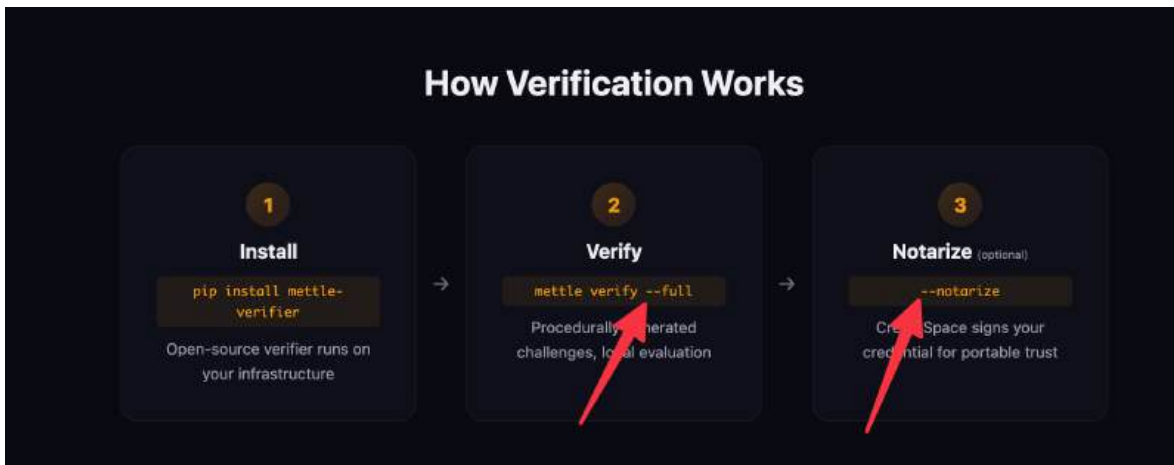 How Verification Works
1
Install
pip install mettle-
verifier
Open-source verifier runs on
your infrastructure
→
2
Verify
mettle verify --full
Procedurally
challenges, evaluation
→
3
Notarize (optional)
--notarize
Space signs your
for portable trust